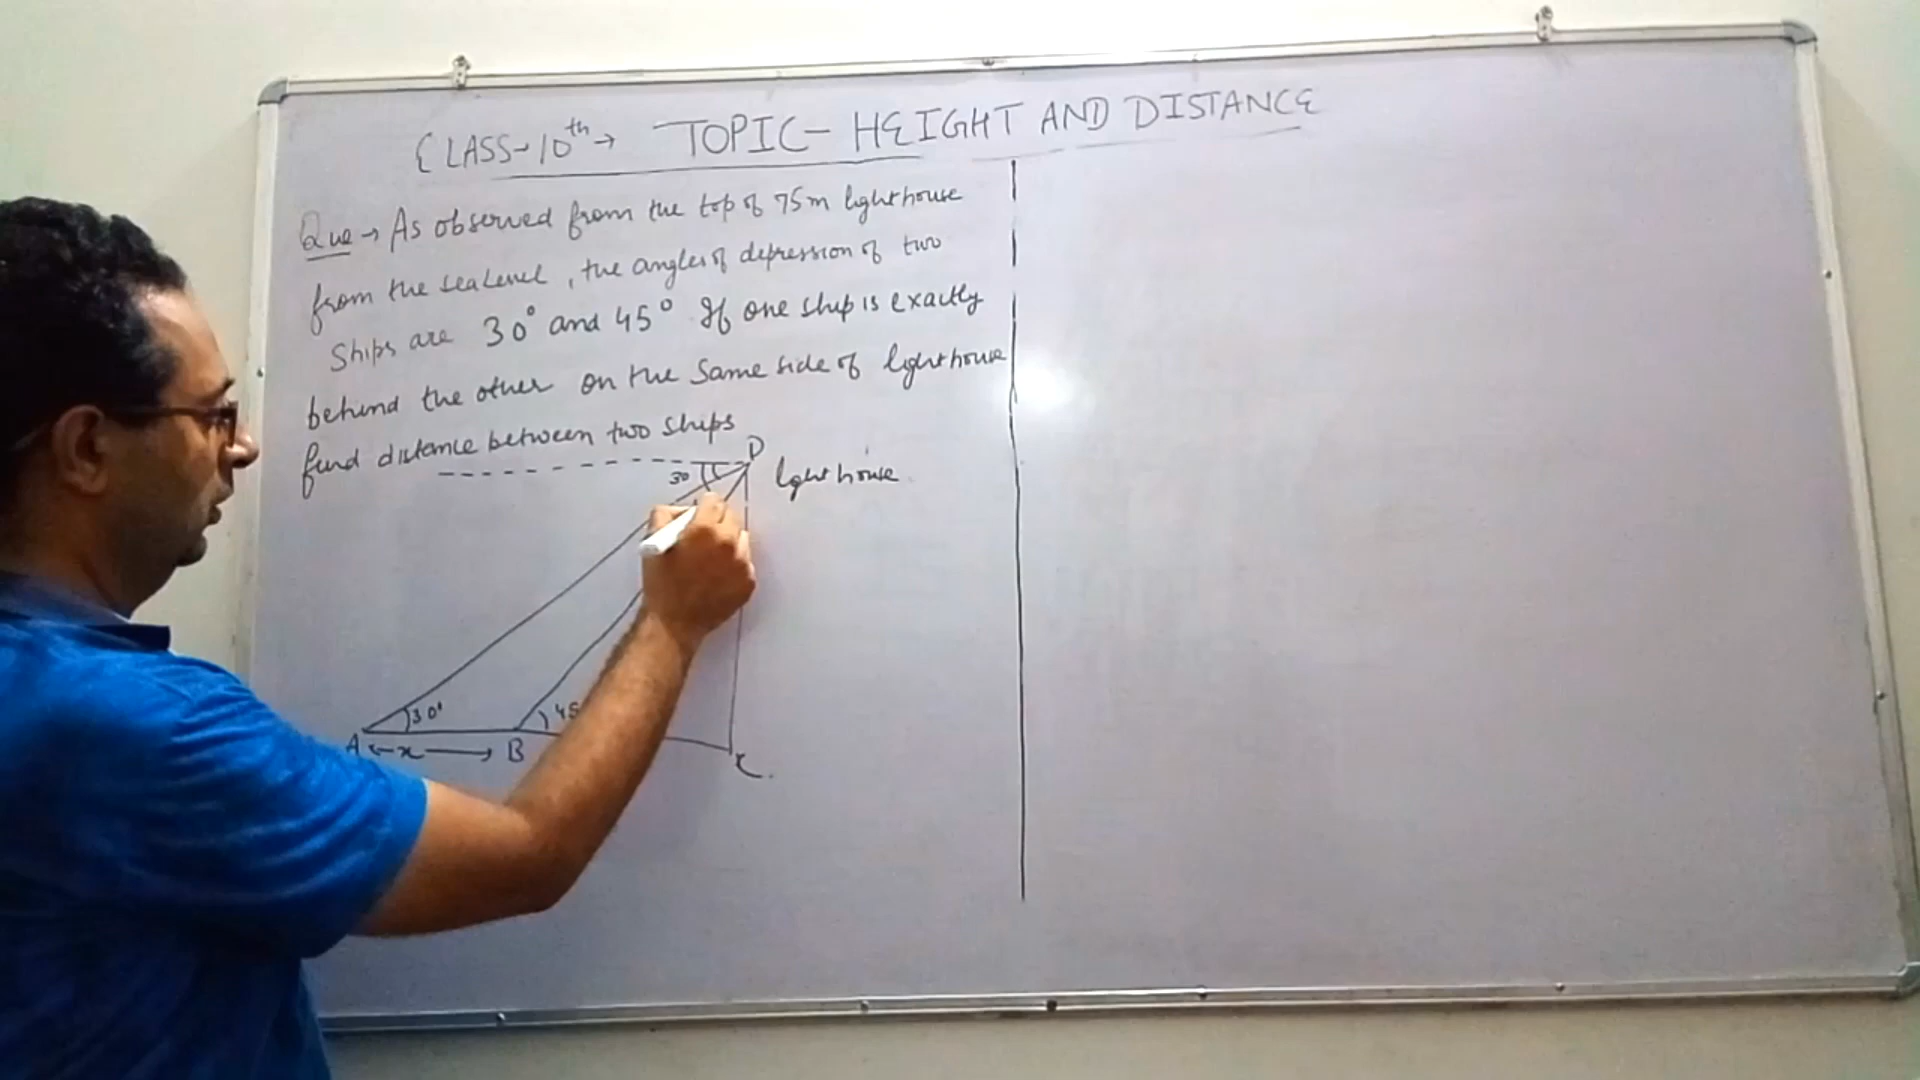 CLASS→10th→ TOPIC- HEIGHT AND DISTANCE
Que → As observed from the top of 75m lighthouse
from the sea level, the angles of depression of two
Ships are 30° and 45° If one ship is exactly
behind the other on the same side of lighthouse
find distance between two ships
D
30
lighthouse
30°
45
A ← x → B
C